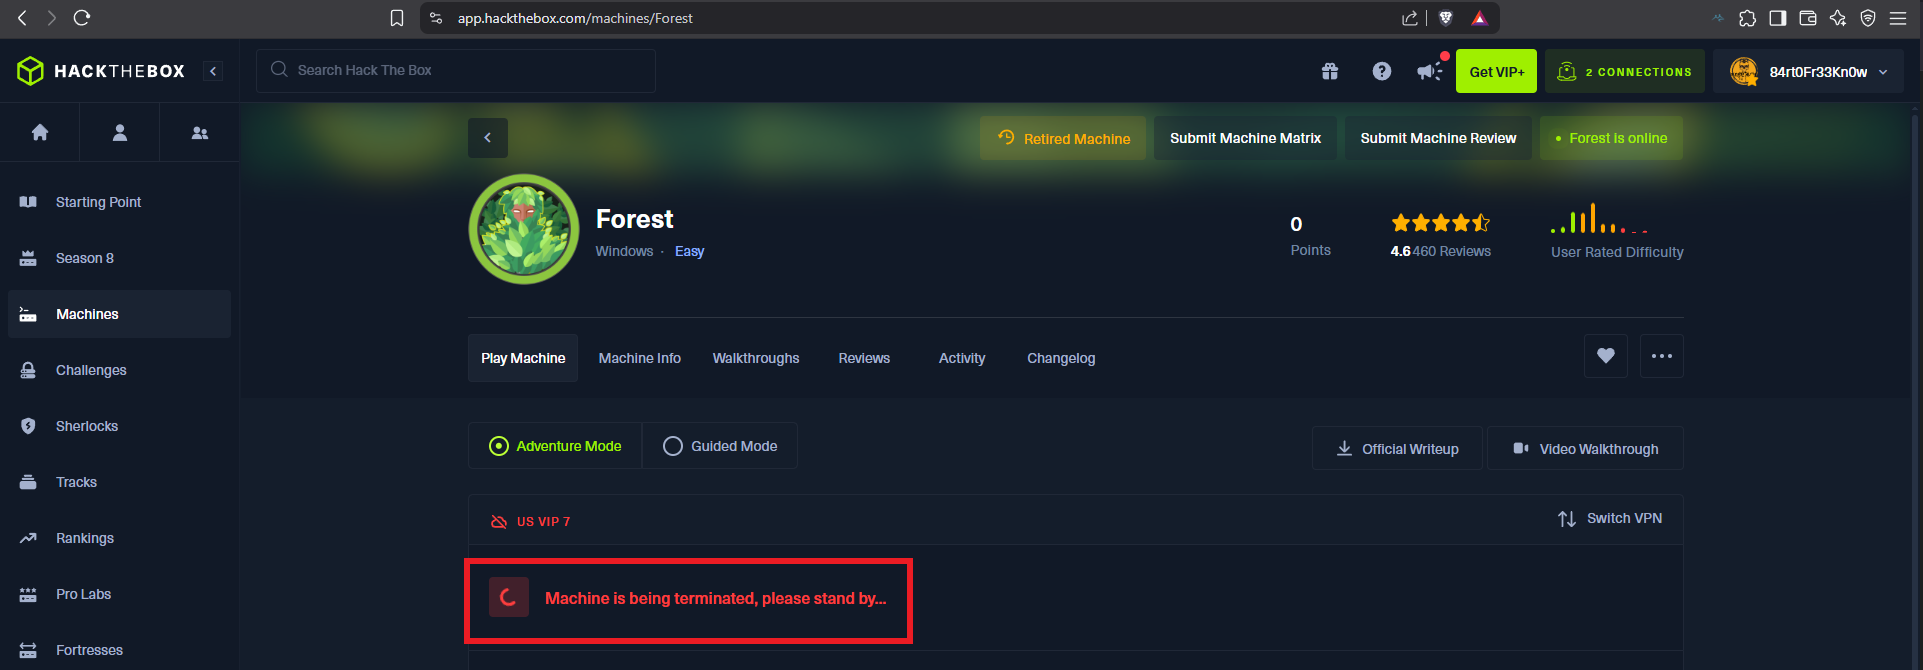 app.hackthebox.com/machines/Forest
HACKTHEBOX
Search Hack The Box
Get VIP+
2 CONNECTIONS
84rt0Fr33Kn0w
Retired Machine
Submit Machine Matrix
Submit Machine Review
Forest is online
Starting Point
Season 8
Machines
Challenges
Sherlocks
Tracks
Rankings
Pro Labs
Fortresses
Forest
Windows · Easy
0
Points
4.6 460 Reviews
User Rated Difficulty
Play Machine
Machine Info
Walkthroughs
Reviews
Activity
Changelog
Adventure Mode
Guided Mode
Official Writeup
Video Walkthrough
US VIP 7
Switch VPN
Machine is being terminated, please stand by...